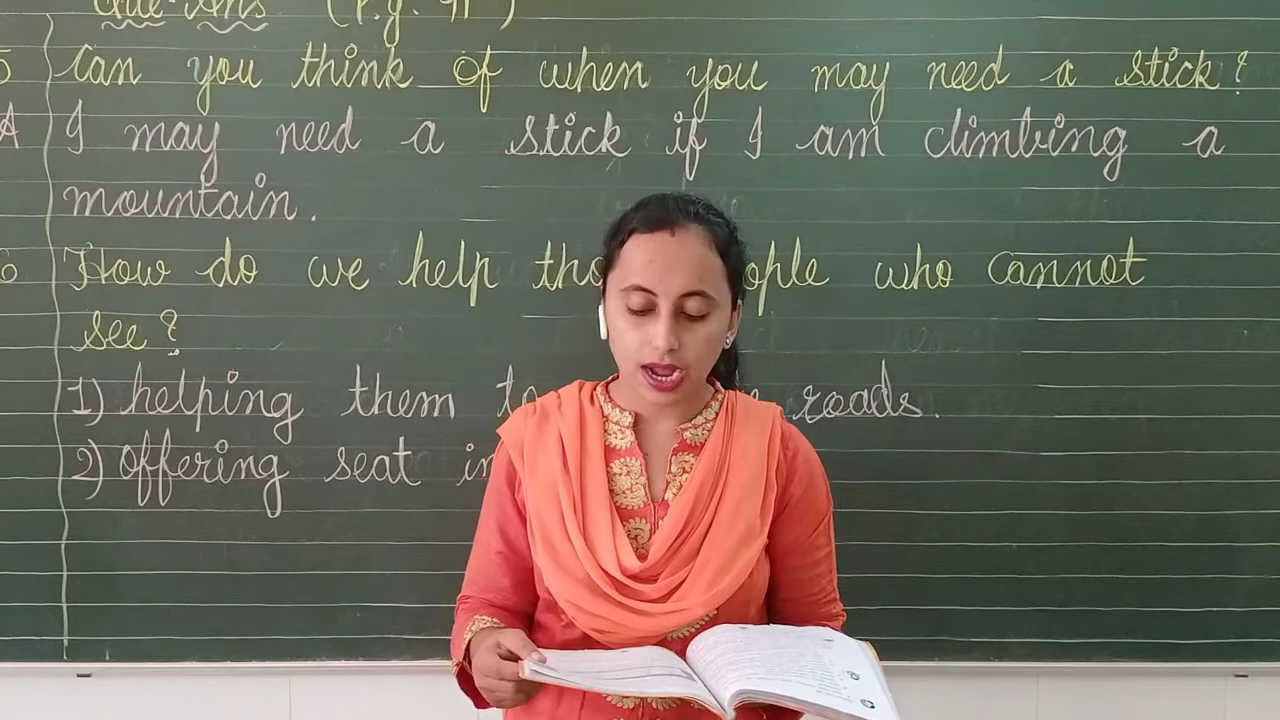 Que-Ans (P.g. 91)
5 Can you think of when you may need a stick?
A I may need a stick if I am climbing a
mountain.
6 How do we help people who cannot
see?
1) helping them to roads.
2) offering seat in